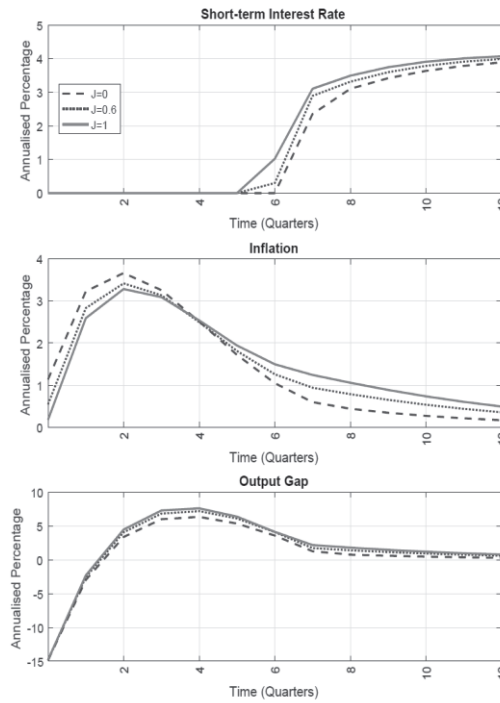 Short-term Interest Rate
Annualised Percentage
5
4
3
2
1
0
J=0
J=0.6
J=1
2
4
6
8
10
Time (Quarters)
Inflation
Annualised Percentage
4
3
2
1
0
2
4
6
8
10
Time (Quarters)
Output Gap
Annualised Percentage
10
5
0
-5
-10
-15
2
4
6
8
10
Time (Quarters)